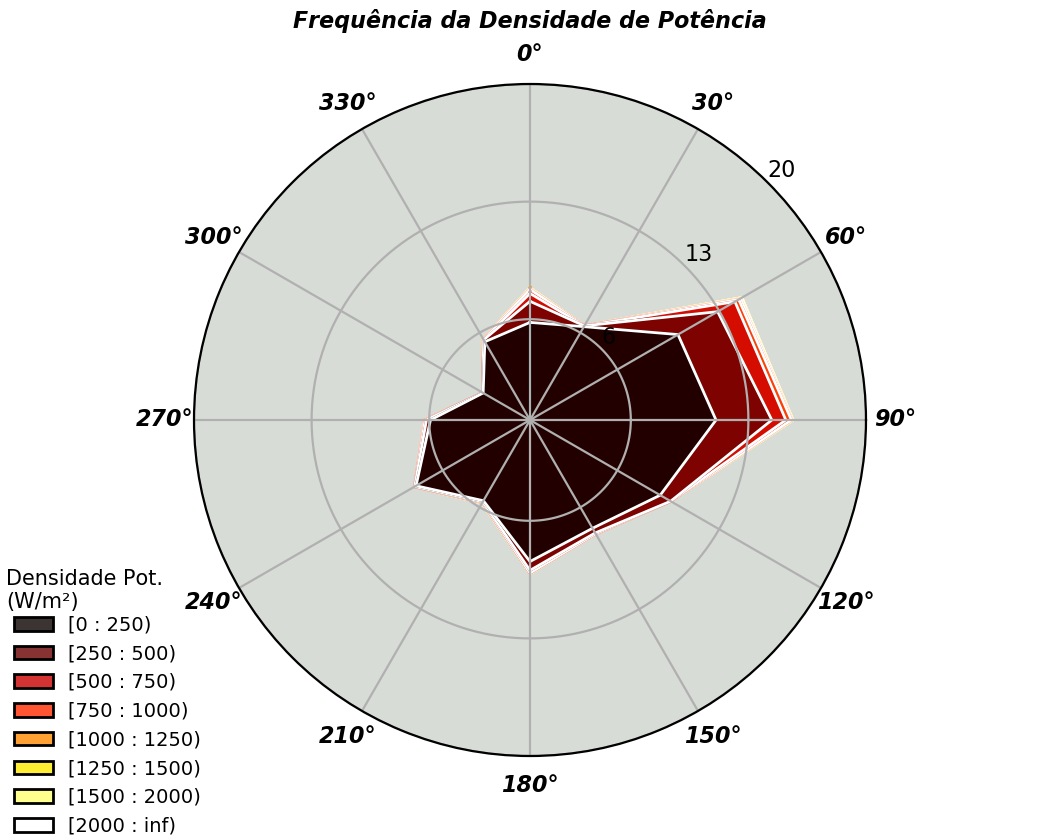 Frequência da Densidade de Potência
0°
330°
30°
20
300°
60°
13
6
270°
90°
240°
120°
210°
150°
180°
Densidade Pot.
(W/m²)
[0 : 250)
[250 : 500)
[500 : 750)
[750 : 1000)
[1000 : 1250)
[1250 : 1500)
[1500 : 2000)
[2000 : inf)